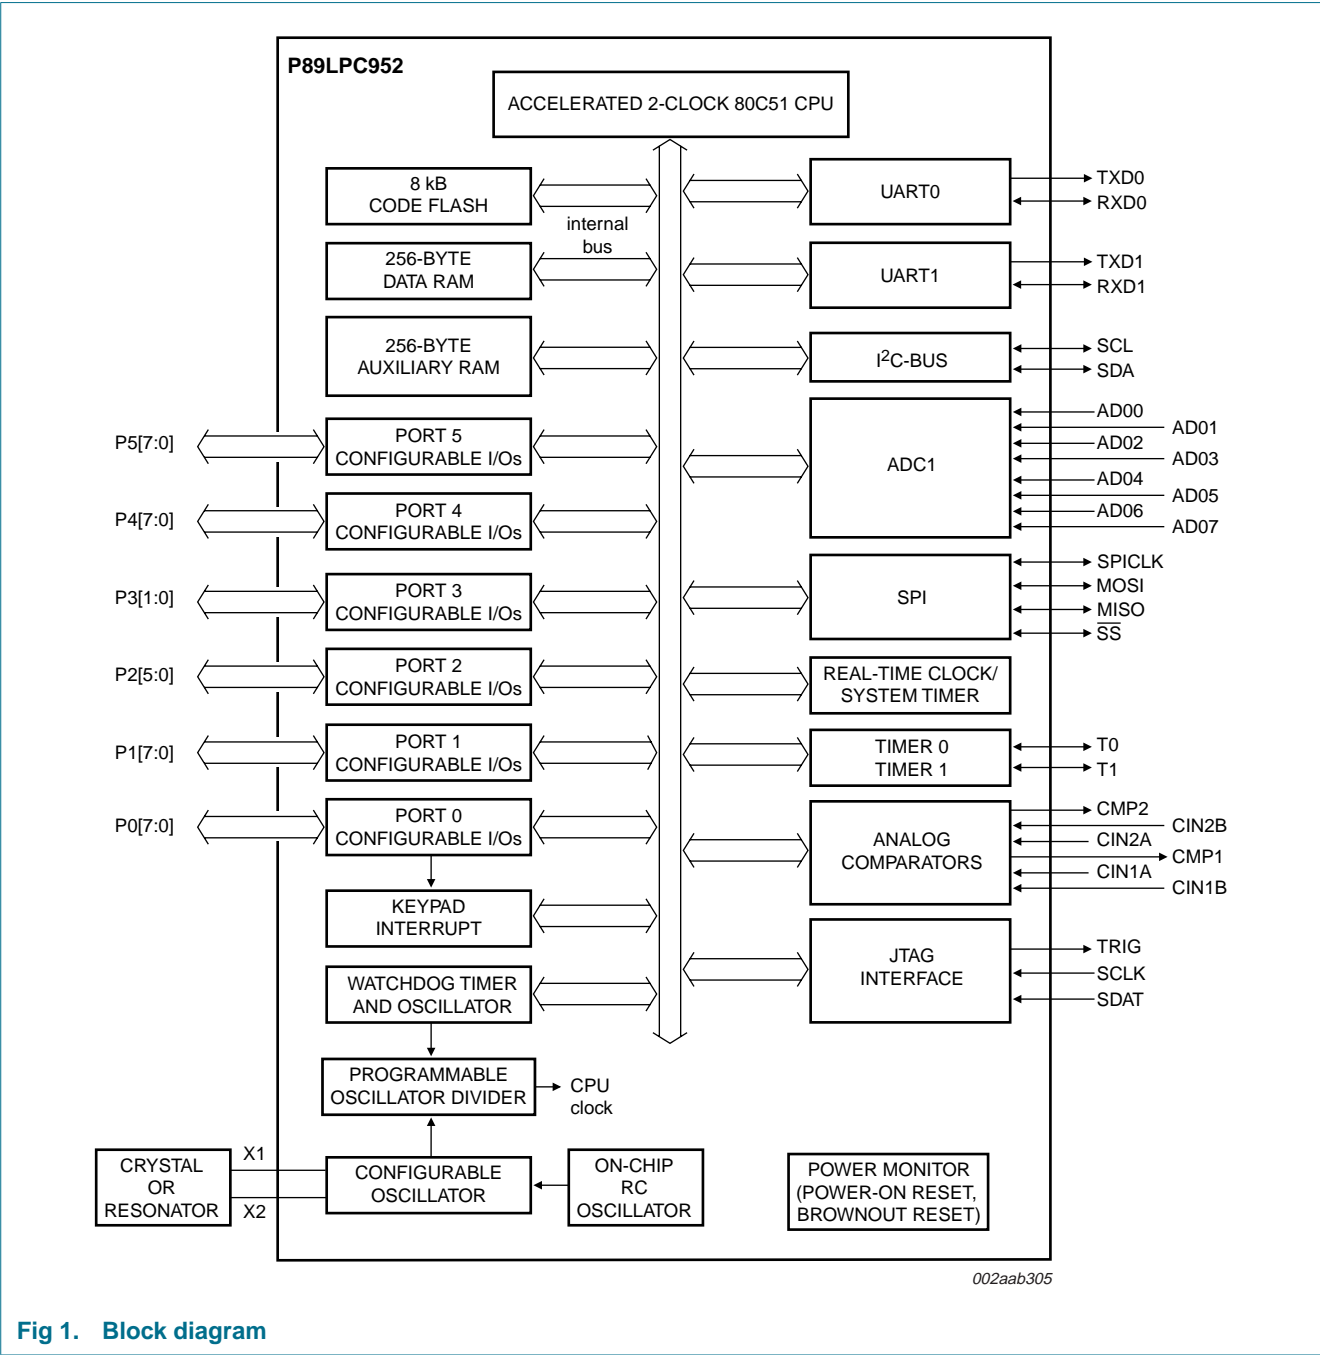 P89LPC952
ACCELERATED 2-CLOCK 80C51 CPU
8 kB
CODE FLASH
internal
bus
256-BYTE
DATA RAM
256-BYTE
AUXILIARY RAM
P5[7:0]
PORT 5
CONFIGURABLE I/Os
P4[7:0]
PORT 4
CONFIGURABLE I/Os
P3[1:0]
PORT 3
CONFIGURABLE I/Os
P2[5:0]
PORT 2
CONFIGURABLE I/Os
P1[7:0]
PORT 1
CONFIGURABLE I/Os
P0[7:0]
PORT 0
CONFIGURABLE I/Os
KEYPAD
INTERRUPT
WATCHDOG TIMER
AND OSCILLATOR
PROGRAMMABLE
OSCILLATOR DIVIDER
CPU
clock
CRYSTAL
OR
RESONATOR
X1
X2
CONFIGURABLE
OSCILLATOR
ON-CHIP
RC
OSCILLATOR
UART0
TXD0
RXD0
UART1
TXD1
RXD1
I2C-BUS
SCL
SDA
ADC1
AD00
AD01
AD02
AD03
AD04
AD05
AD06
AD07
SPI
SPICLK
MOSI
MISO
SS
REAL-TIME CLOCK/
SYSTEM TIMER
TIMER 0
TIMER 1
T0
T1
ANALOG
COMPARATORS
CMP2
CIN2B
CIN2A
CMP1
CIN1A
CIN1B
JTAG
INTERFACE
TRIG
SCLK
SDAT
POWER MONITOR
(POWER-ON RESET,
BROWNOUT RESET)
002aab305
Fig 1. Block diagram